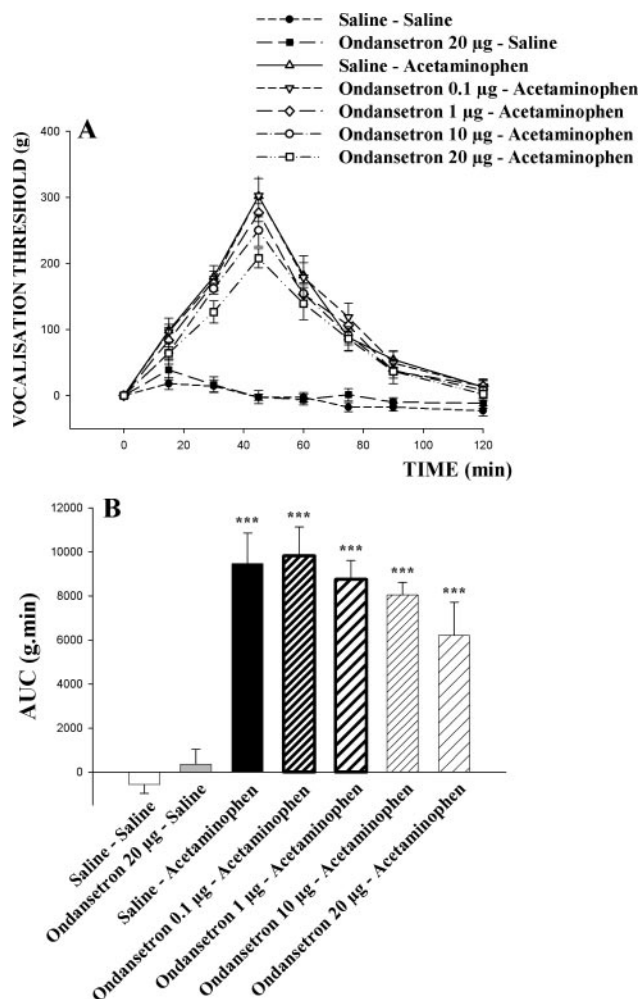 Saline - Saline
Ondansetron 20 µg - Saline
Saline - Acetaminophen
Ondansetron 0.1 µg - Acetaminophen
Ondansetron 1 µg - Acetaminophen
Ondansetron 10 µg - Acetaminophen
Ondansetron 20 µg - Acetaminophen
A
VOCALISATION THRESHOLD (g)
400
300
200
100
0
-50
0 20 40 60 80 100 120
TIME (min)
B
AUC (g.min)
12000
10000
8000
6000
4000
2000
0
*** *** *** *** ***
Saline - Saline
Ondansetron 20 µg - Saline
Saline - Acetaminophen
Ondansetron 0.1 µg - Acetaminophen
Ondansetron 1 µg - Acetaminophen
Ondansetron 10 µg - Acetaminophen
Ondansetron 20 µg - Acetaminophen